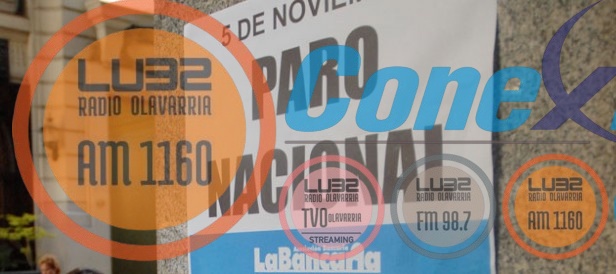 5 DE NOVIEM
PARO
NACIONAL
LaBancaria
LU32
RADIO OLAVARRIA
AM 1160
Conex
LU32
RADIO OLAVARRIA
TVO OLAVARRIA
STREAMING
LU32
RADIO OLAVARRIA
FM 98.7
LU32
RADIO OLAVARRIA
AM 1160